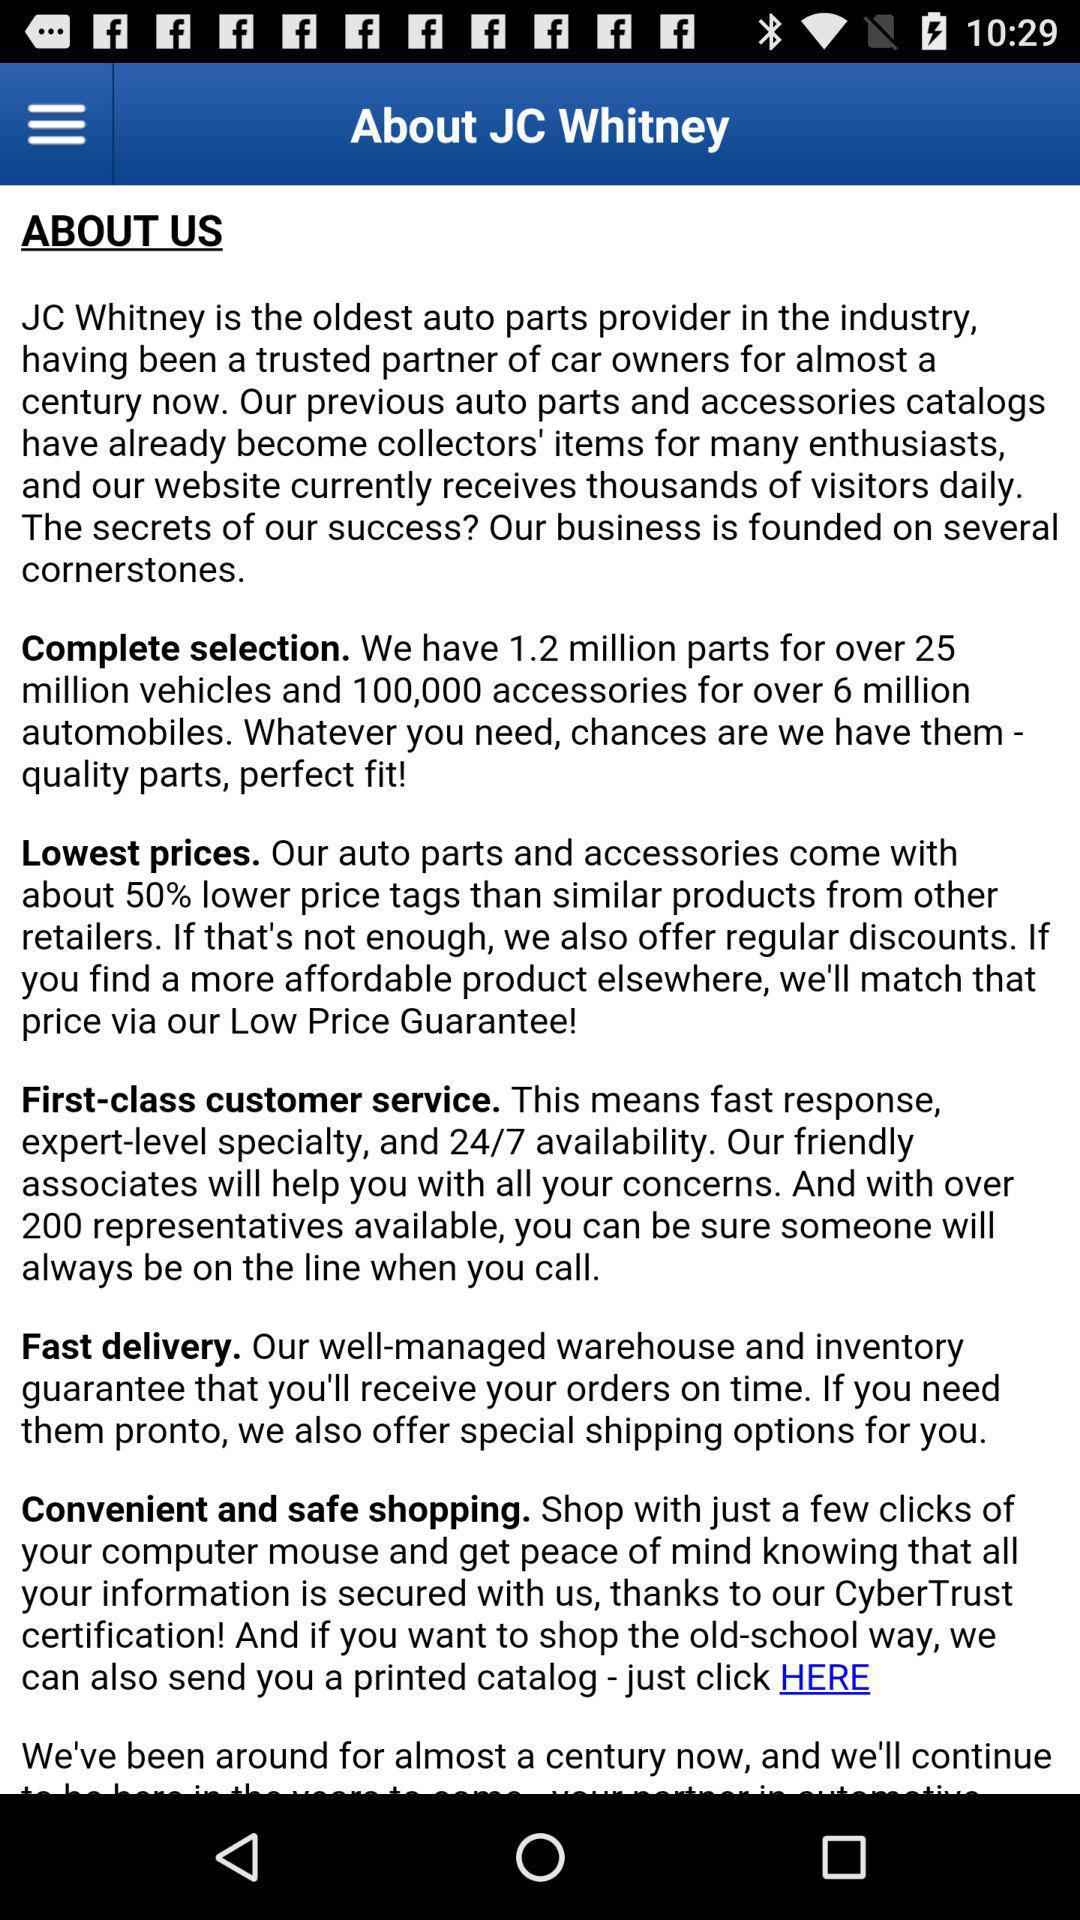 10:29
About JC Whitney
ABOUT US
JC Whitney is the oldest auto parts provider in the industry,
having been a trusted partner of car owners for almost a
century now. Our previous auto parts and accessories catalogs
have already become collectors' items for many enthusiasts,
and our website currently receives thousands of visitors daily.
The secrets of our success? Our business is founded on several
cornerstones.
Complete selection. We have 1.2 million parts for over 25
million vehicles and 100,000 accessories for over 6 million
automobiles. Whatever you need, chances are we have them -
quality parts, perfect fit!
Lowest prices. Our auto parts and accessories come with
about 50% lower price tags than similar products from other
retailers. If that's not enough, we also offer regular discounts. If
you find a more affordable product elsewhere, we'll match that
price via our Low Price Guarantee!
First-class customer service. This means fast response,
expert-level specialty, and 24/7 availability. Our friendly
associates will help you with all your concerns. And with over
200 representatives available, you can be sure someone will
always be on the line when you call.
Fast delivery. Our well-managed warehouse and inventory
guarantee that you'll receive your orders on time. If you need
them pronto, we also offer special shipping options for you.
Convenient and safe shopping. Shop with just a few clicks of
your computer mouse and get peace of mind knowing that all
your information is secured with us, thanks to our CyberTrust
certification! And if you want to shop the old-school way, we
can also send you a printed catalog - just click HERE
We've been around for almost a century now, and we'll continue
to be here in the years to come - your partner in automotive